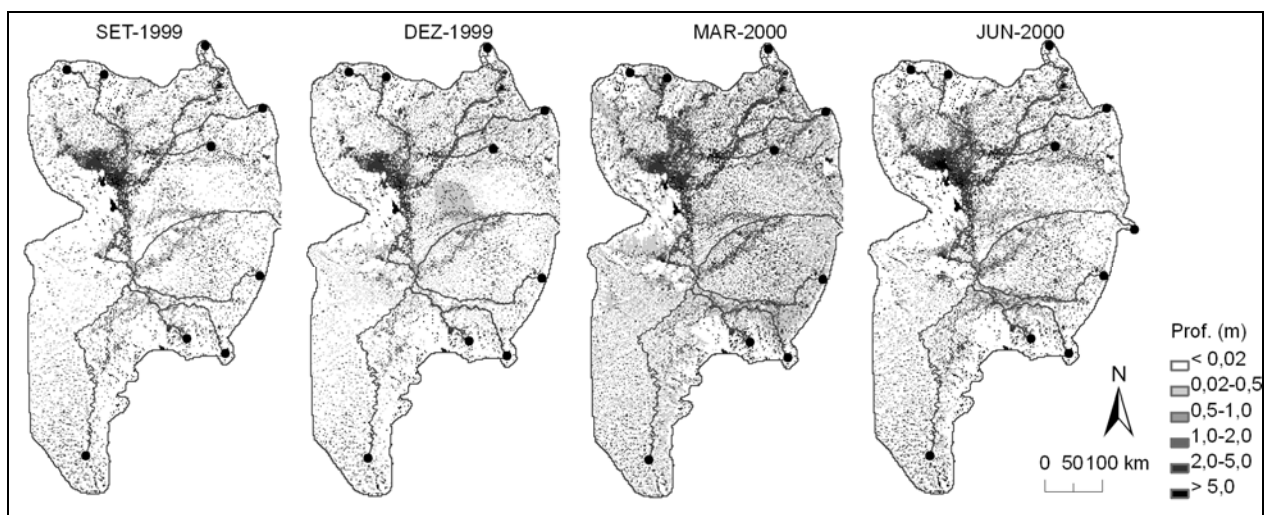 SET-1999
DEZ-1999
MAR-2000
JUN-2000
Prof. (m)
< 0,02
0,02-0,5
0,5-1,0
1,0-2,0
2,0-5,0
> 5,0
N
0 50 100 km